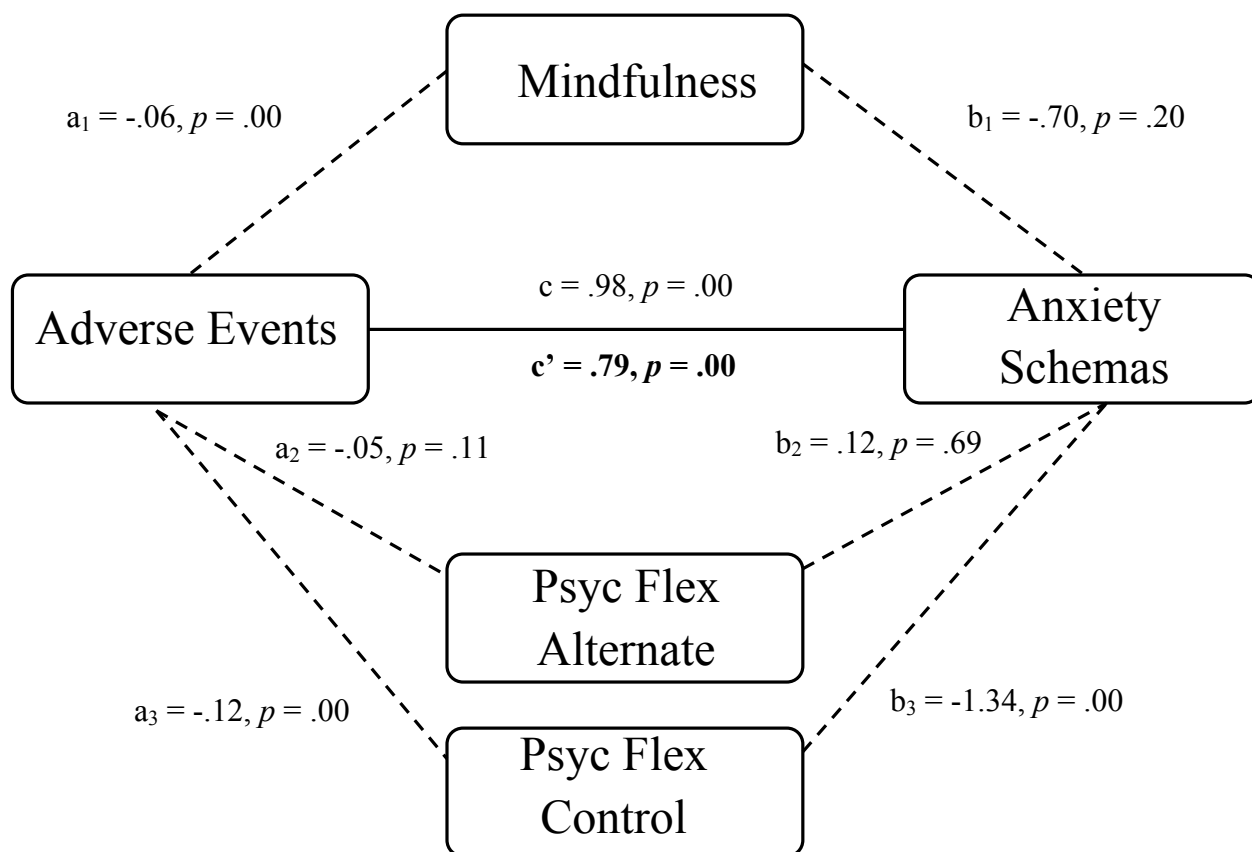 Mindfulness
a₁ = -.06, p = .00
b₁ = -.70, p = .20
Adverse Events
c = .98, p = .00
c’ = .79, p = .00
Anxiety
Schemas
a₂ = -.05, p = .11
b₂ = .12, p = .69
Psyc Flex
Alternate
a₃ = -.12, p = .00
b₃ = -1.34, p = .00
Psyc Flex
Control